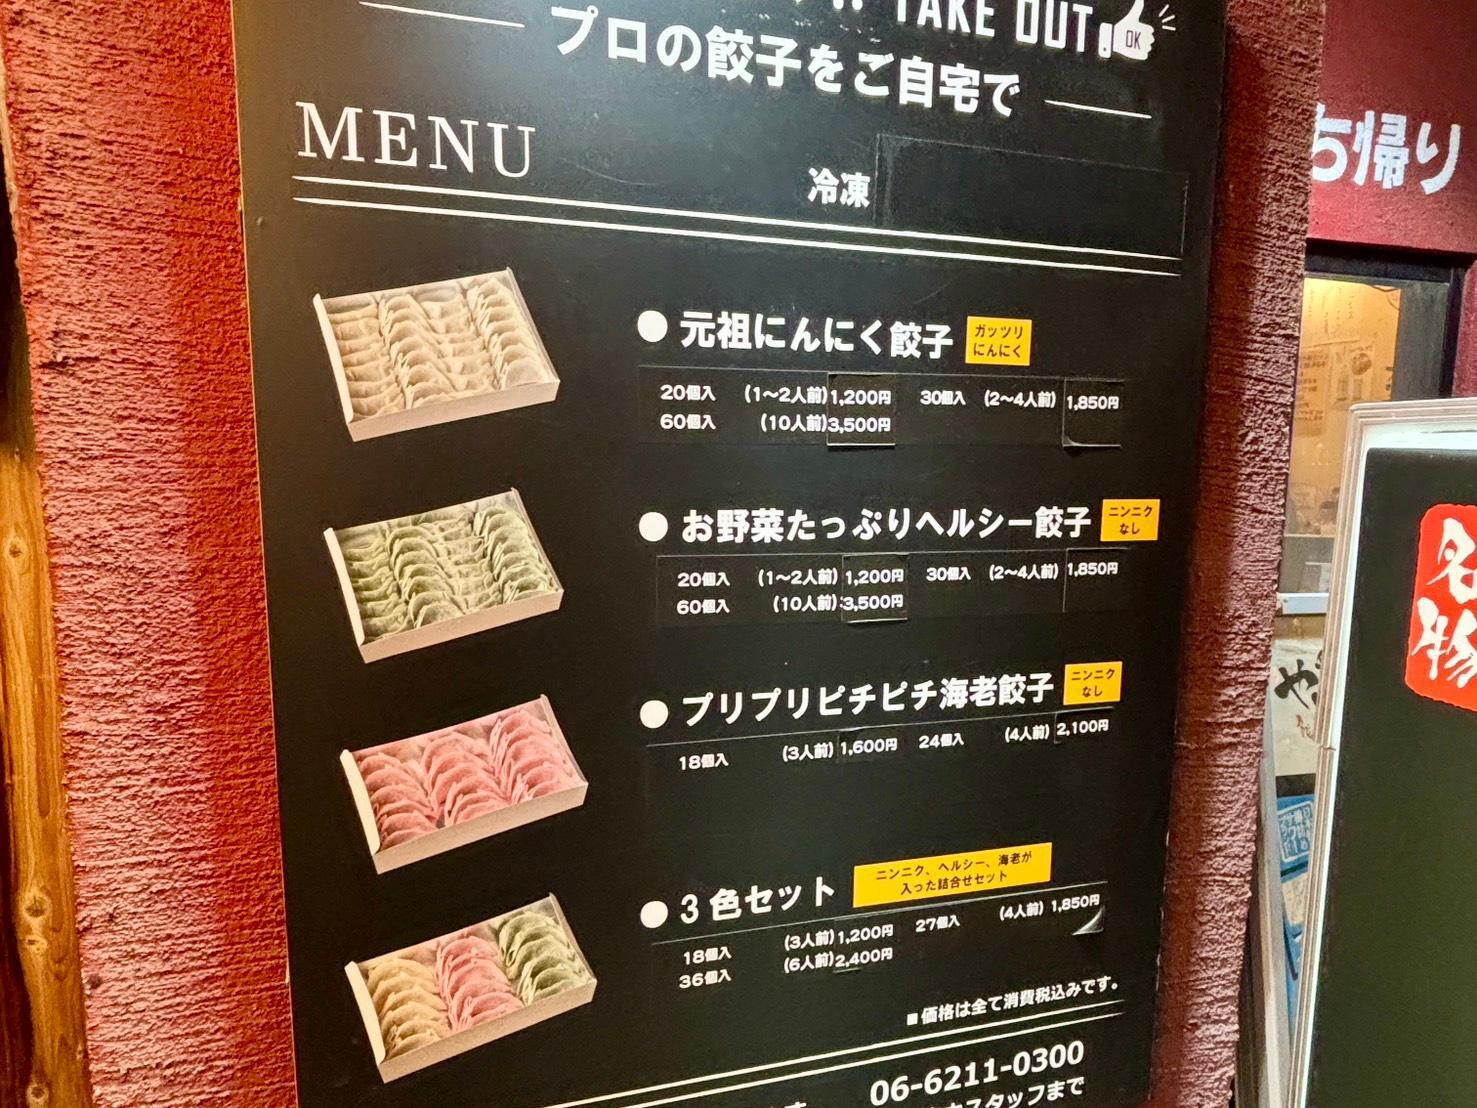 TAKE OUT
OK
プロの餃子をご自宅で
MENU
冷凍
元祖にんにく餃子
ガッツリ
にんにく
20個入 (1〜2人前) 1,200円 30個入 (2〜4人前) 1,850円
60個入 (10人前) 3,500円
お野菜たっぷりヘルシー餃子
ニンニク
なし
20個入 (1〜2人前) 1,200円 30個入 (2〜4人前) 1,850円
60個入 (10人前) 3,500円
プリプリピチピチ海老餃子
ニンニク
なし
18個入 (3人前) 1,600円 24個入 (4人前) 2,100円
3色セット
ニンニク、ヘルシー、海老が
入った詰合せセット
18個入 (3人前) 1,200円 27個入 (4人前) 1,850円
36個入 (6人前) 2,400円
■価格は全て消費税込みです。
06-6211-0300
スタッフまで
ち帰り
名物